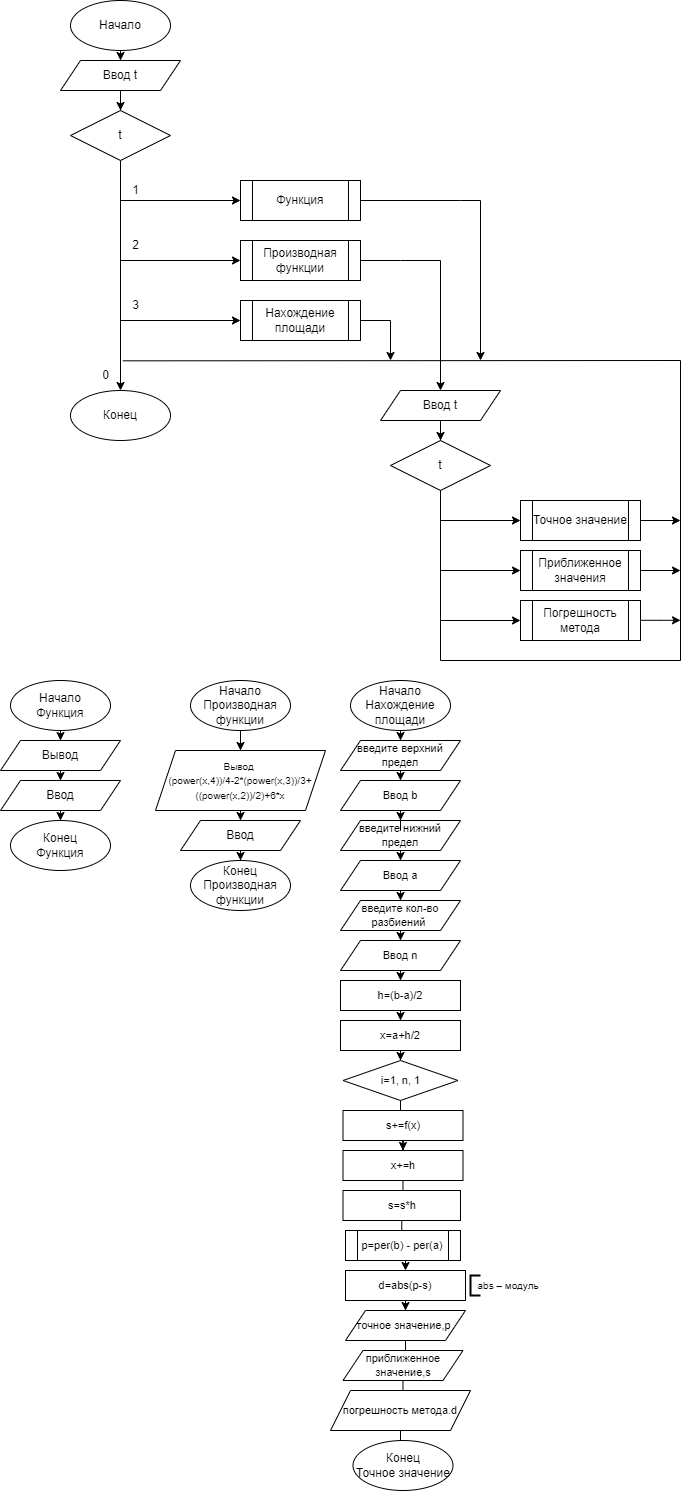 Начало
Ввод t
t
1
Функция
2
Производная
функции
3
Нахождение
площади
0
Конец
Ввод t
t
Точное значение
Приближенное
значения
Погрешность
метода
Начало
Функция
Вывод
Ввод
Конец
Функция
Начало
Производная
функции
Вывод
(power(x,4))/4-2*(power(x,3))/3+
((power(x,2))/2)+6*x
Ввод
Конец
Производная
функции
Начало
Нахождение
площади
введите верхний
предел
Ввод b
введите нижний
предел
Ввод a
введите кол-во
разбиений
Ввод n
h=(b-a)/2
x=a+h/2
i=1, n, 1
s+=f(x)
x+=h
s=s*h
p=per(b) - per(a)
d=abs(p-s)
abs – модуль
точное значение,p
приближенное
значение,s
погрешность метода.d
Конец
Точное значение